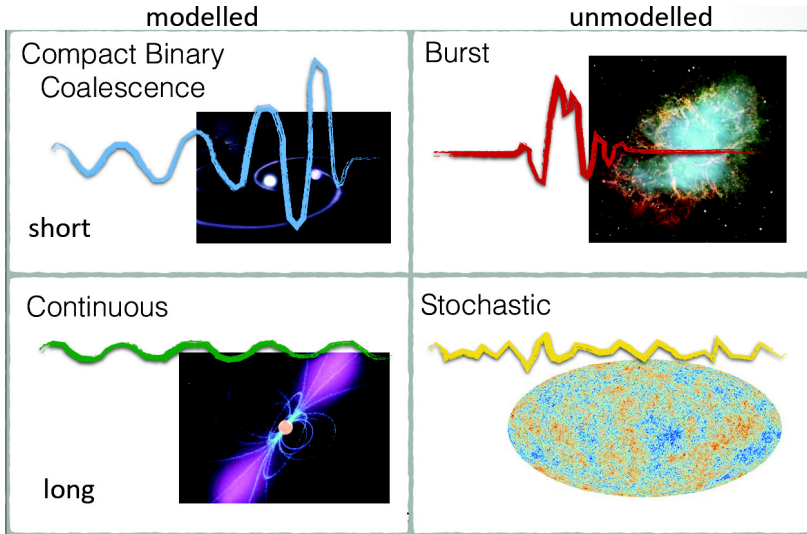 modelled
unmodelled
Compact Binary
Coalescence
Burst
short
Continuous
Stochastic
long